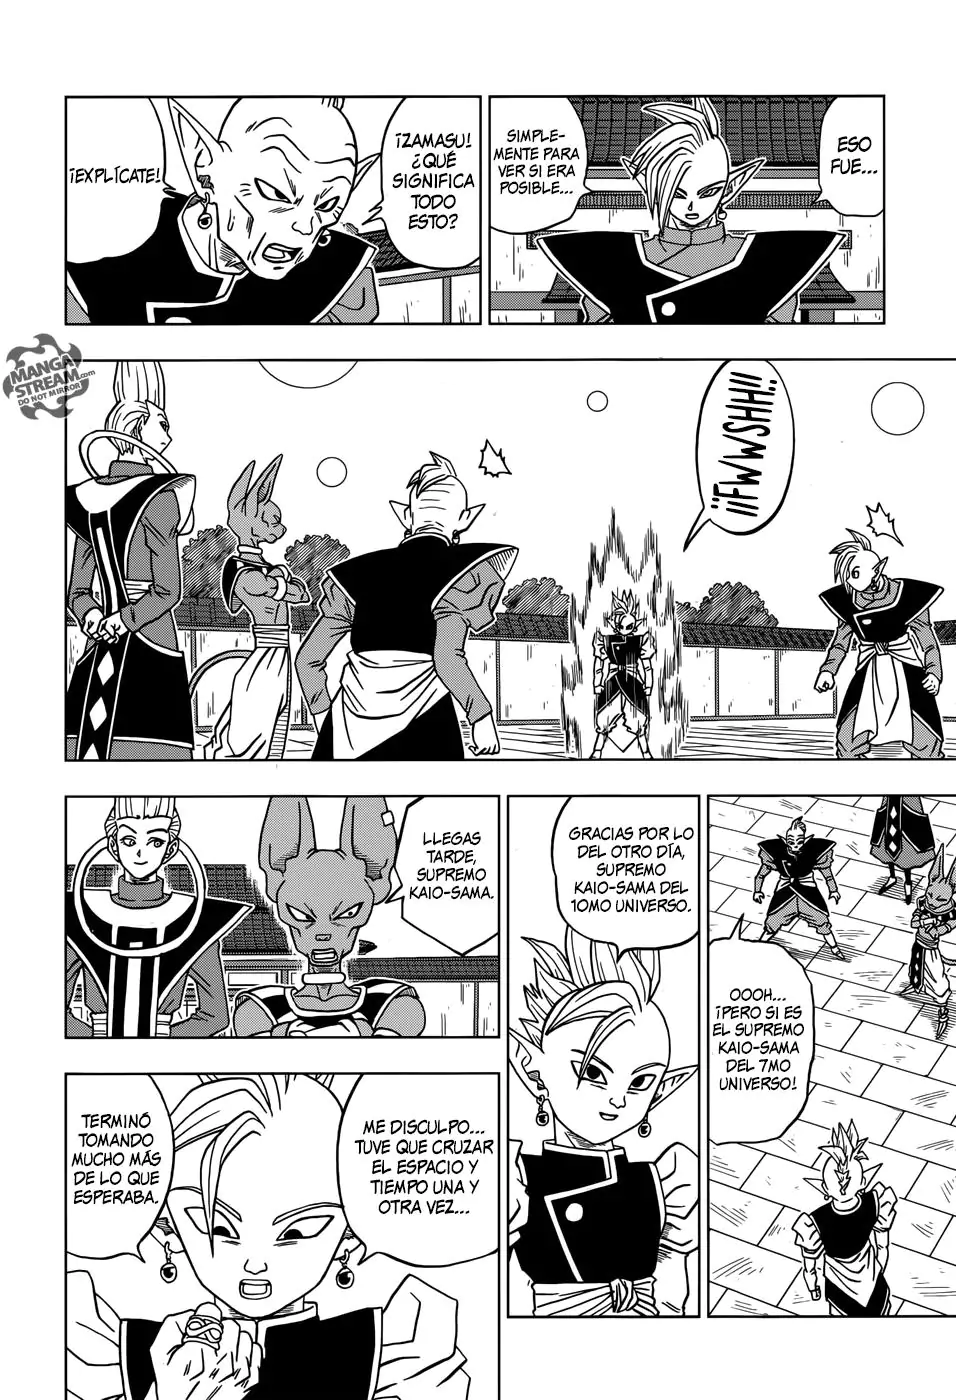 ESO
FUE...
SIMPLE-
MENTE PARA
VER SI ERA
POSIBLE...
¡ZAMASU!
¿QUÉ
SIGNIFICA
TODO
ESTO?
¡EXPLÍCATE!
MANGA
STREAM.com
DO NOT MIRROR
¡¡FWWSHH!!
OOOH...
¡PERO SI ES
EL SUPREMO
KAIO-SAMA
DEL 7MO
UNIVERSO!
GRACIAS POR LO
DEL OTRO DÍA,
SUPREMO
KAIO-SAMA DEL
10MO UNIVERSO.
LLEGAS
TARDE,
SUPREMO
KAIO-SAMA.
ME DISCULPO...
TUVE QUE CRUZAR
EL ESPACIO Y
TIEMPO UNA Y
OTRA VEZ...
TERMINÓ
TOMANDO
MUCHO MÁS
DE LO QUE
ESPERABA.